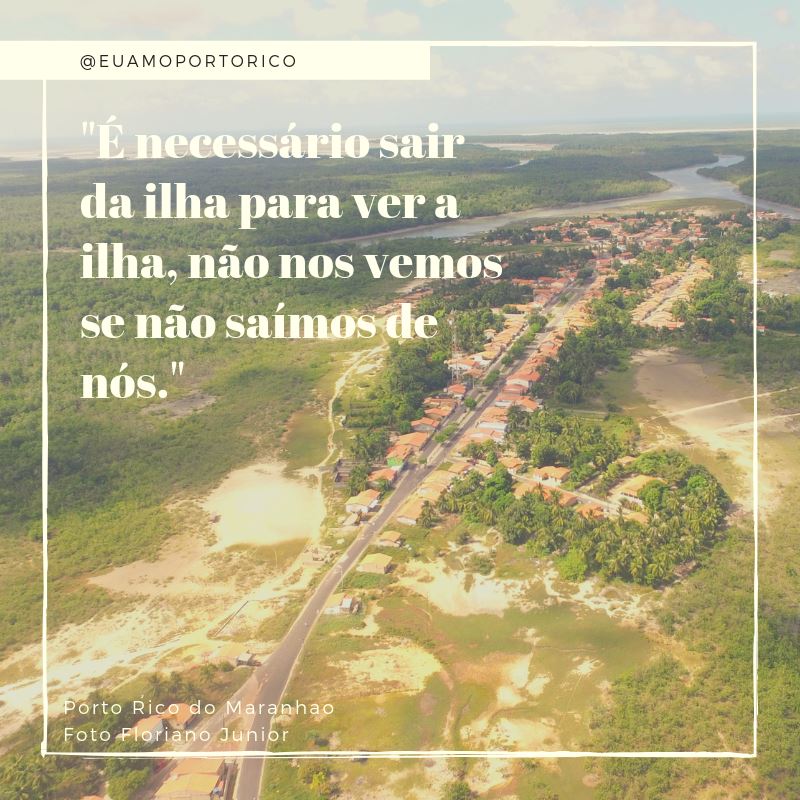 @EUAMOPORTORICO
"É necessário sair
da ilha para ver a
ilha, não nos vemos
se não saímos de
nós."
Porto Rico do Maranhao
Foto Floriano Junior